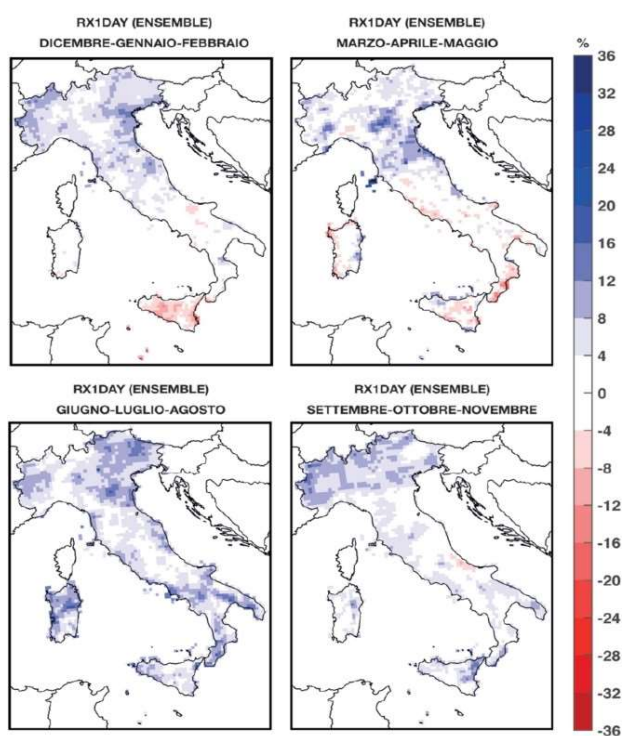 RX1DAY (ENSEMBLE)
DICEMBRE-GENNAIO-FEBBRAIO
RX1DAY (ENSEMBLE)
MARZO-APRILE-MAGGIO
%
36
32
28
24
20
16
12
8
4
0
-4
-8
-12
-16
-20
-24
-28
-32
-36
RX1DAY (ENSEMBLE)
GIUGNO-LUGLIO-AGOSTO
RX1DAY (ENSEMBLE)
SETTEMBRE-OTTOBRE-NOVEMBRE